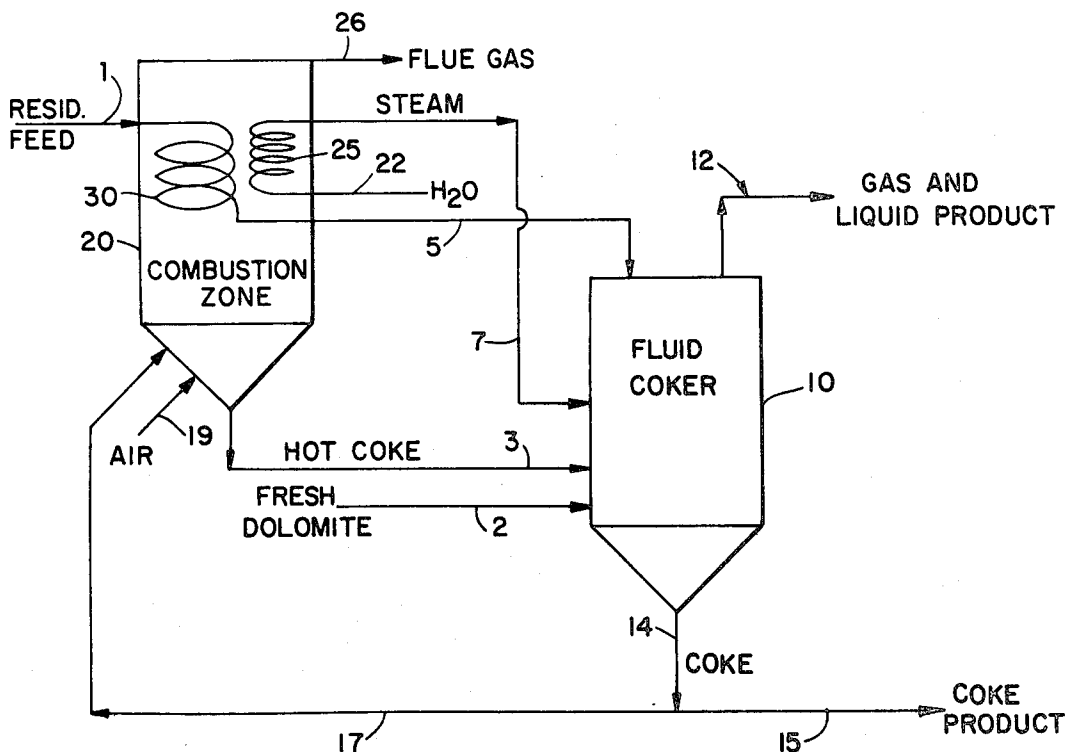 26
FLUE GAS
1
RESID.
FEED
STEAM
25
22
H₂O
30
5
12
GAS AND
LIQUID PRODUCT
20
COMBUSTION
ZONE
7
FLUID
COKER
10
19
AIR
HOT COKE
3
FRESH
DOLOMITE
2
14
COKE
17
15
COKE
PRODUCT